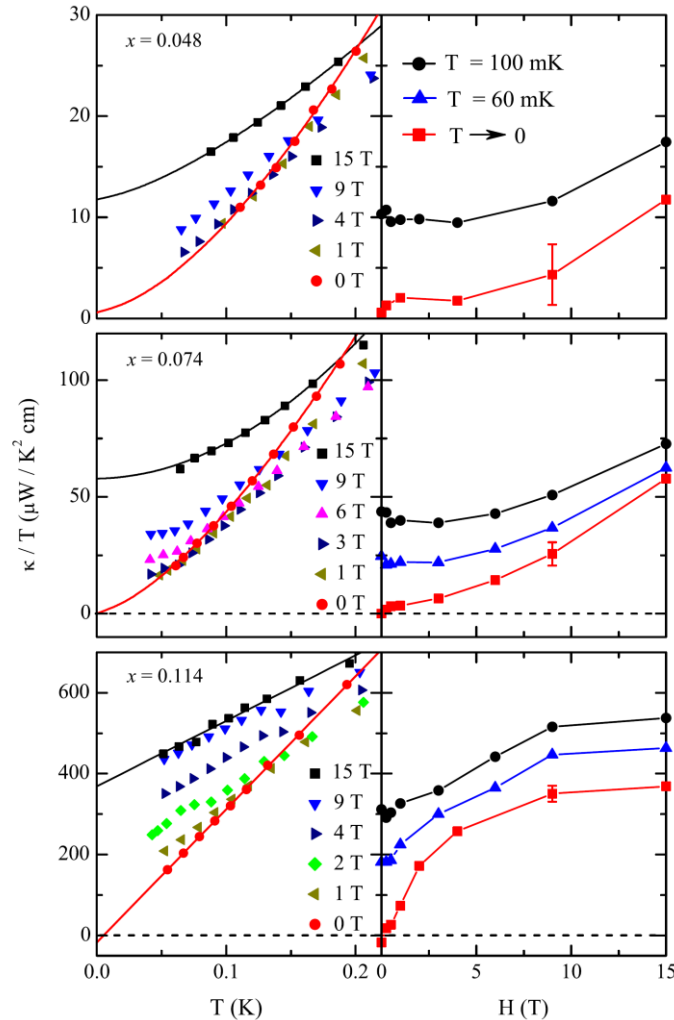 x = 0.048
30
20
10
0
15 T
9 T
4 T
1 T
0 T
T = 100 mK
T = 60 mK
T → 0
x = 0.074
100
50
0
15 T
9 T
6 T
3 T
1 T
0 T
κ / T (μW / K² cm)
x = 0.114
600
400
200
0
15 T
9 T
4 T
2 T
1 T
0 T
0.0 0.1 0.2 0 5 10 15
T (K) H (T)